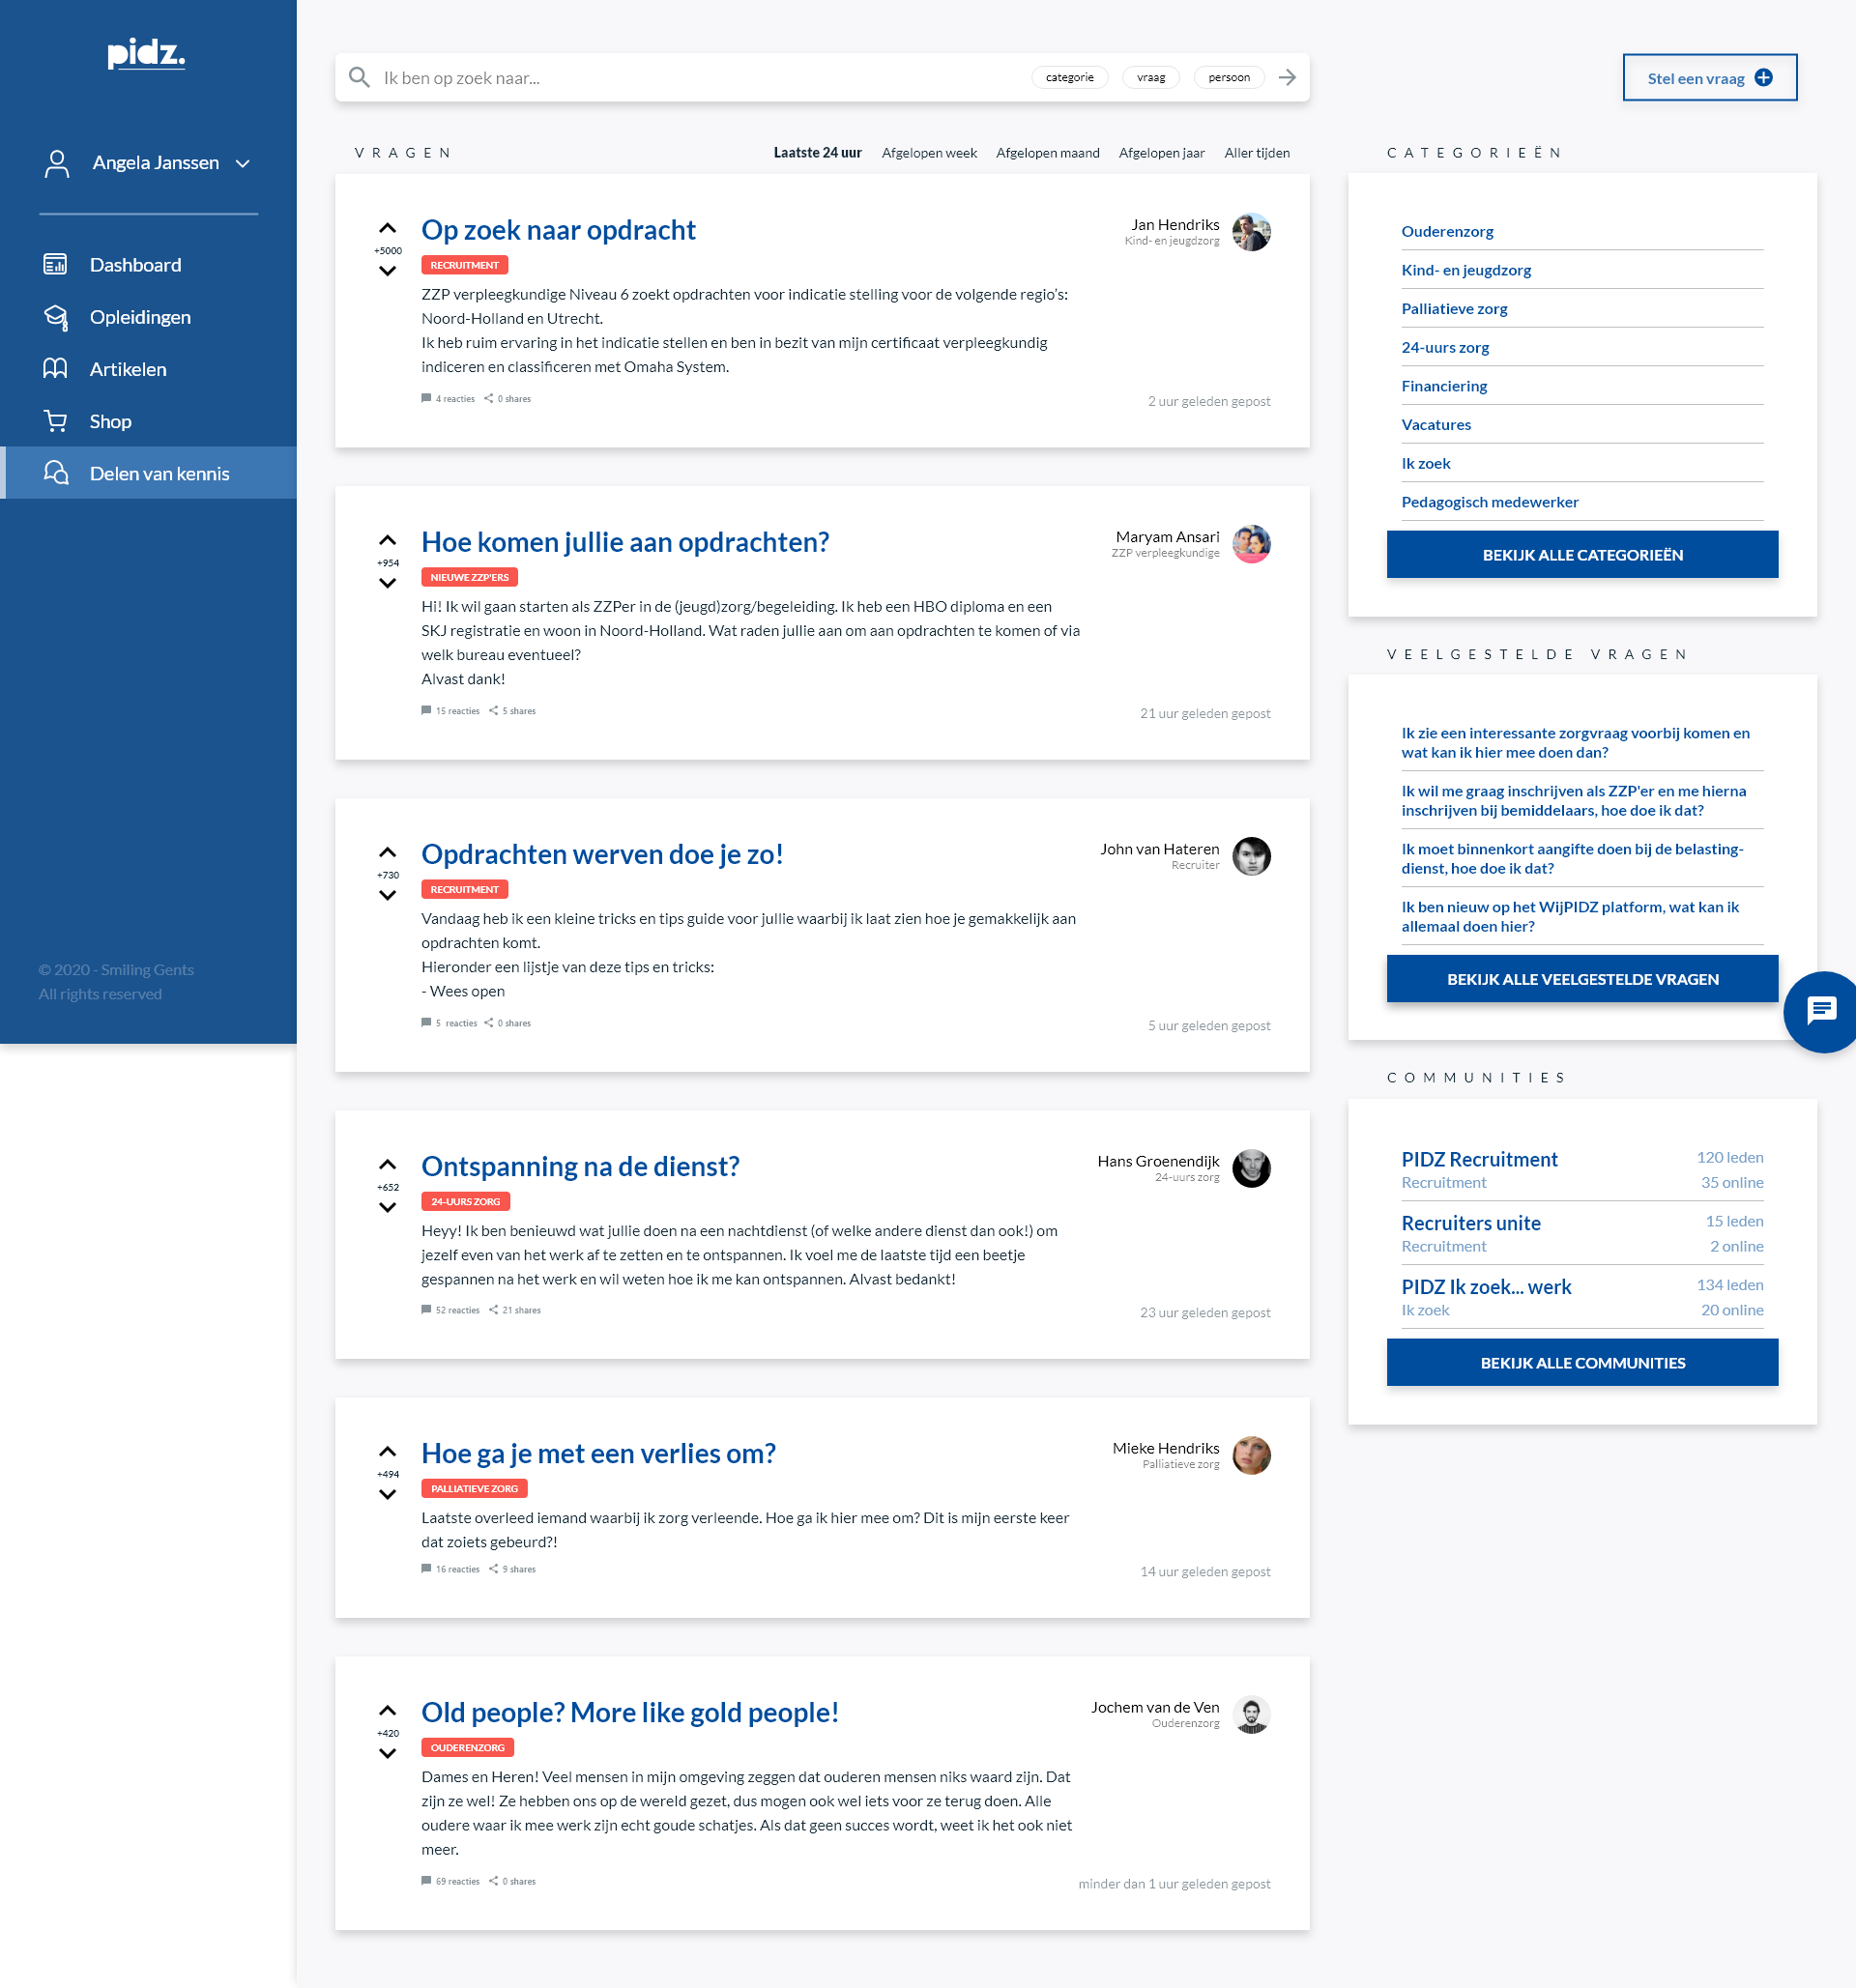 pidz.
Angela Janssen
Dashboard
Opleidingen
Artikelen
Shop
Delen van kennis
© 2020 - Smiling Gents
All rights reserved
Ik ben op zoek naar...
categorie
vraag
persoon
Stel een vraag
VRAGEN
Laatste 24 uur
Afgelopen week
Afgelopen maand
Afgelopen jaar
Aller tijden
+5000
Op zoek naar opdracht
RECRUITMENT
Jan Hendriks
Kind- en jeugdzorg
ZZP verpleegkundige Niveau 6 zoekt opdrachten voor indicatie stelling voor de volgende regio's:
Noord-Holland en Utrecht.
Ik heb ruim ervaring in het indicatie stellen en ben in bezit van mijn certificaat verpleegkundig
indiceren en classificeren met Omaha System.
4 reacties
0 shares
2 uur geleden gepost
+954
Hoe komen jullie aan opdrachten?
NIEUWE ZZP'ERS
Maryam Ansari
ZZP verpleegkundige
Hi! Ik wil gaan starten als ZZPer in de (jeugd)zorg/begeleiding. Ik heb een HBO diploma en een
SKJ registratie en woon in Noord-Holland. Wat raden jullie aan om aan opdrachten te komen of via
welk bureau eventueel?
Alvast dank!
15 reacties
5 shares
21 uur geleden gepost
+730
Opdrachten werven doe je zo!
RECRUITMENT
John van Hateren
Recruiter
Vandaag heb ik een kleine tricks en tips guide voor jullie waarbij ik laat zien hoe je gemakkelijk aan
opdrachten komt.
Hieronder een lijstje van deze tips en tricks:
- Wees open
5 reacties
0 shares
5 uur geleden gepost
+652
Ontspanning na de dienst?
24-UURS ZORG
Hans Groenendijk
24-uurs zorg
Heyy! Ik ben benieuwd wat jullie doen na een nachtdienst (of welke andere dienst dan ook!) om
jezelf even van het werk af te zetten en te ontspannen. Ik voel me de laatste tijd een beetje
gespannen na het werk en wil weten hoe ik me kan ontspannen. Alvast bedankt!
52 reacties
21 shares
23 uur geleden gepost
+494
Hoe ga je met een verlies om?
PALLIATIEVE ZORG
Mieke Hendriks
Palliatieve zorg
Laatste overleed iemand waarbij ik zorg verleende. Hoe ga ik hier mee om? Dit is mijn eerste keer
dat zoiets gebeurd?!
16 reacties
9 shares
14 uur geleden gepost
+420
Old people? More like gold people!
OUDERENZORG
Jochem van de Ven
Ouderenzorg
Dames en Heren! Veel mensen in mijn omgeving zeggen dat ouderen mensen niks waard zijn. Dat
zijn ze wel! Ze hebben ons op de wereld gezet, dus mogen ook wel iets voor ze terug doen. Alle
oudere waar ik mee werk zijn echt goude schatjes. Als dat geen succes wordt, weet ik het ook niet
meer.
69 reacties
0 shares
minder dan 1 uur geleden gepost
CATEGORIEËN
Ouderenzorg
Kind- en jeugdzorg
Palliatieve zorg
24-uurs zorg
Financiering
Vacatures
Ik zoek
Pedagogisch medewerker
BEKIJK ALLE CATEGORIEËN
VEELGESTELDE VRAGEN
Ik zie een interessante zorgvraag voorbij komen en
wat kan ik hier mee doen dan?
Ik wil me graag inschrijven als ZZP'er en me hierna
inschrijven bij bemiddelaars, hoe doe ik dat?
Ik moet binnenkort aangifte doen bij de belasting-
dienst, hoe doe ik dat?
Ik ben nieuw op het WijPIDZ platform, wat kan ik
allemaal doen hier?
BEKIJK ALLE VEELGESTELDE VRAGEN
COMMUNITIES
PIDZ Recruitment
120 leden
Recruitment
35 online
Recruiters unite
15 leden
Recruitment
2 online
PIDZ Ik zoek... werk
134 leden
Ik zoek
20 online
BEKIJK ALLE COMMUNITIES